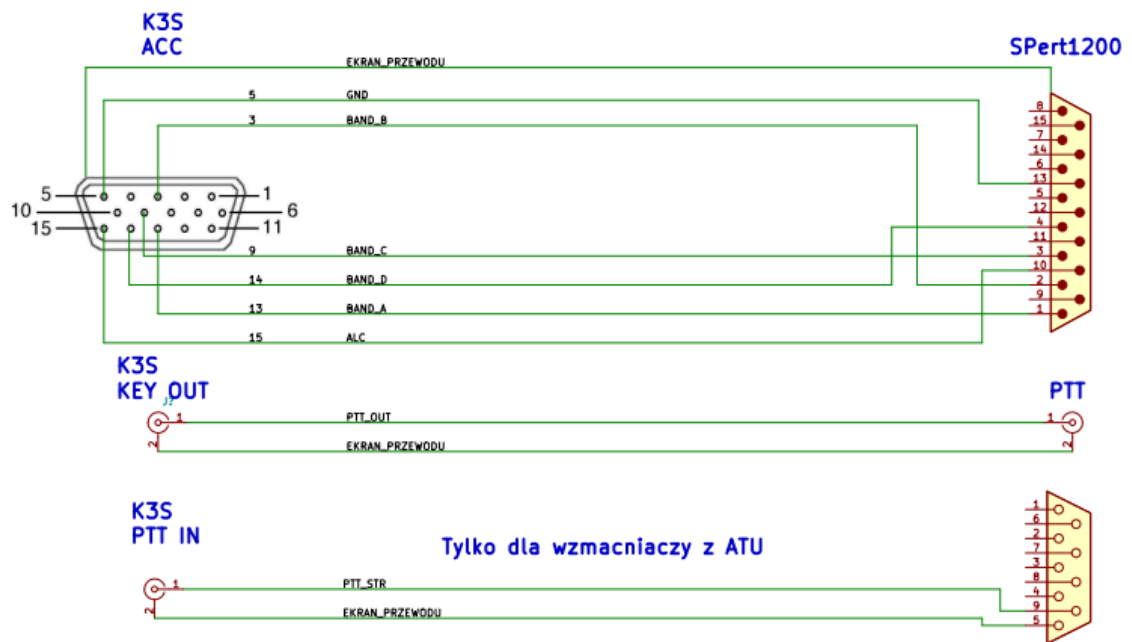 K3S
ACC
SPert1200
EKRAN_PRZEWODU
5 GND
3 BAND_B
8
15
7
14
6
13
5
12
4
11
3
10
2
9
1
5 1
10 6
15 11
9 BAND_C
14 BAND_D
13 BAND_A
15 ALC
K3S
KEY OUT
J?
PTT
1 PTT_OUT 1
2 EKRAN_PRZEWODU 2
K3S
PTT IN
Tylko dla wzmacniaczy z ATU
1
6
2
7
3
8
4
9
5
1 PTT_STR
2 EKRAN_PRZEWODU